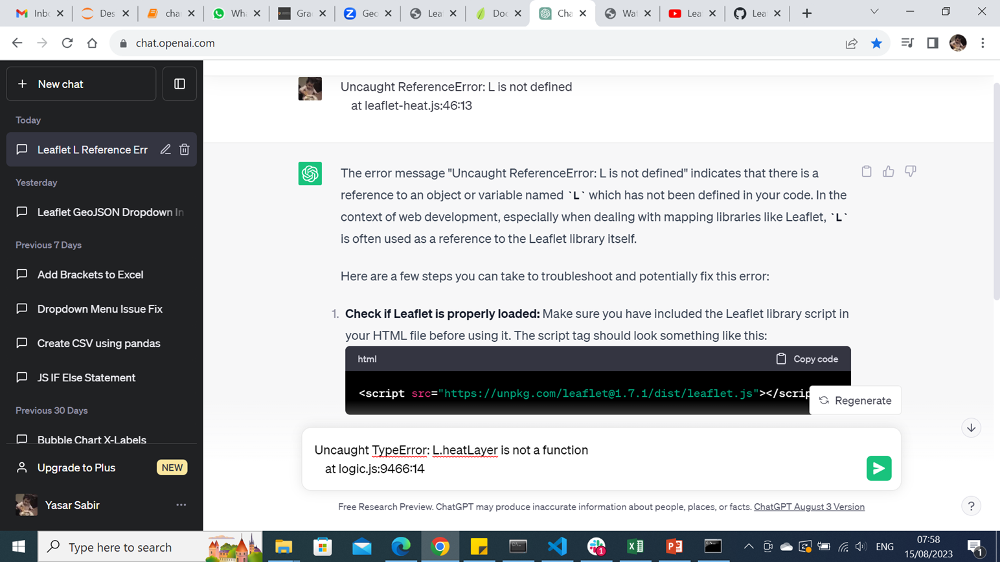 Inb
Des
cha
Wha
Gra
Geo
Lea
Doc
Cha
Wat
Lea
Lea
chat.openai.com
New chat
Today
Leaflet L Reference Err
Yesterday
Leaflet GeoJSON Dropdown In
Previous 7 Days
Add Brackets to Excel
Dropdown Menu Issue Fix
Create CSV using pandas
JS IF Else Statement
Previous 30 Days
Bubble Chart X-Labels
Upgrade to Plus NEW
Yasar Sabir
Uncaught ReferenceError: L is not defined
at leaflet-heat.js:46:13
The error message "Uncaught ReferenceError: L is not defined" indicates that there is a
reference to an object or variable named `L` which has not been defined in your code. In the
context of web development, especially when dealing with mapping libraries like Leaflet, `L`
is often used as a reference to the Leaflet library itself.
Here are a few steps you can take to troubleshoot and potentially fix this error:
1. Check if Leaflet is properly loaded: Make sure you have included the Leaflet library script in
your HTML file before using it. The script tag should look something like this:
html Copy code
<script src="https://unpkg.com/leaflet@1.7.1/dist/leaflet.js"></scrip
Regenerate
Uncaught TypeError: L.heatLayer is not a function
at logic.js:9466:14
Free Research Preview. ChatGPT may produce inaccurate information about people, places, or facts. ChatGPT August 3 Version
?
Type here to search
1
ENG
07:58
15/08/2023
1